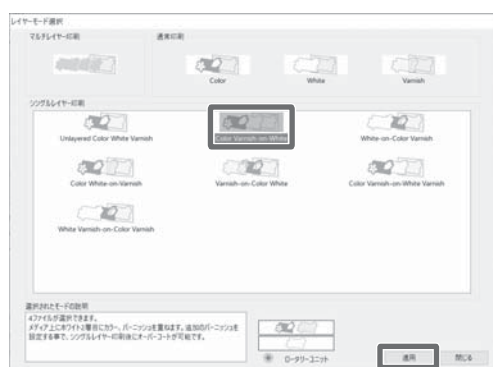 レイヤーモード選択
マルチレイヤー印刷
通常印刷
Color
White
Varnish
シングルレイヤー印刷
Unlayered Color White Varnish
Color Varnish-on-White
White-on-Color Varnish
Color White-on-Varnish
Varnish-on-Color White
Color Varnish-on-White Varnish
White Varnish-on-Color Varnish
選択されたモードの説明
4ファイルが選択できます。
メディア上にホワイト2層目にカラー、バーニッシュを重ねます。追加のバーニッシュを
設定する事で、シングルレイヤー印刷後にオーバーコートが可能です。
ロータリーユニット
適用
閉じる